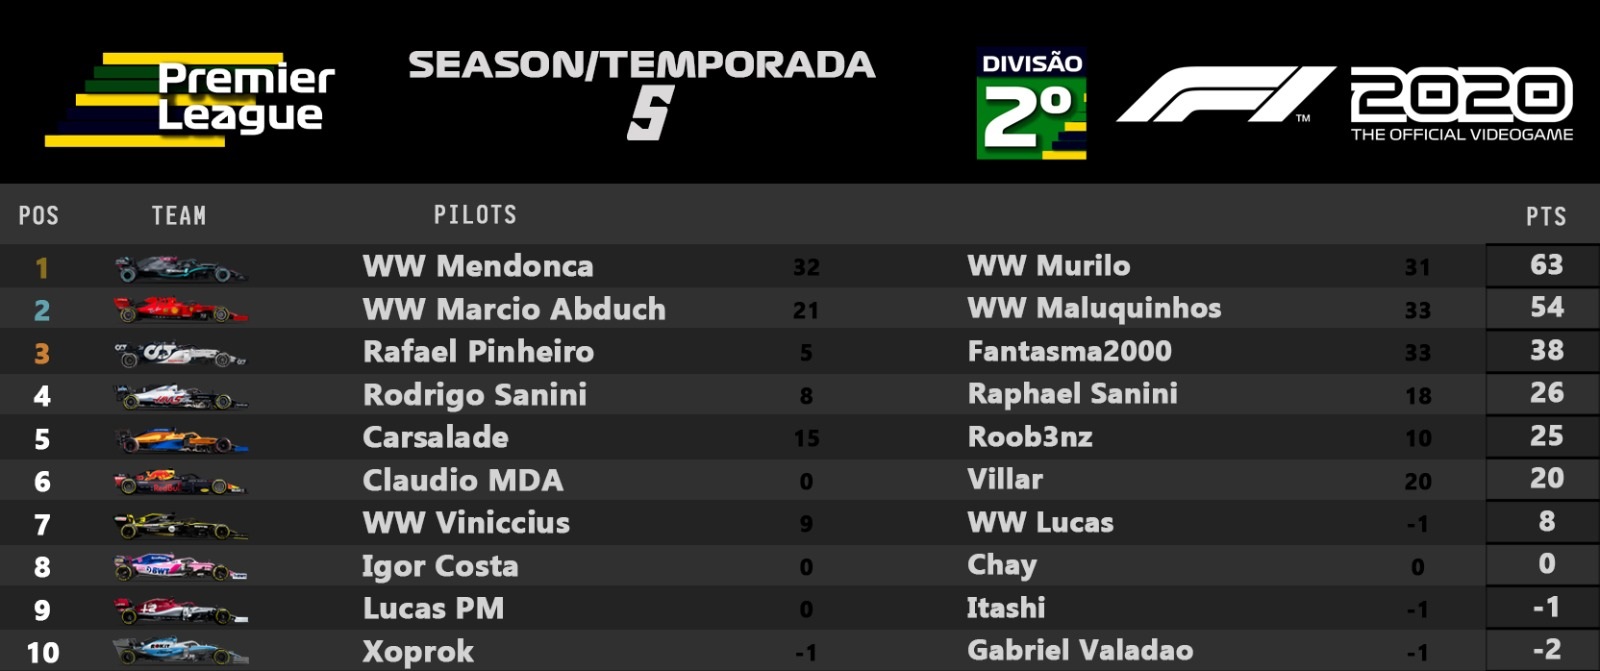 Premier
League
SEASON/TEMPORADA
5
DIVISÃO
2º
F1™
2020
THE OFFICIAL VIDEOGAME
POS TEAM PILOTS PTS
1 WW Mendonca 32 WW Murilo 31 63
2 WW Marcio Abduch 21 WW Maluquinhos 33 54
3 Rafael Pinheiro 5 Fantasma2000 33 38
4 Rodrigo Sanini 8 Raphael Sanini 18 26
5 Carsalade 15 Roob3nz 10 25
6 Claudio MDA 0 Villar 20 20
7 WW Viniccius 9 WW Lucas -1 8
8 Igor Costa 0 Chay 0 0
9 Lucas PM 0 Itashi -1 -1
10 Xoprok -1 Gabriel Valadao -1 -2